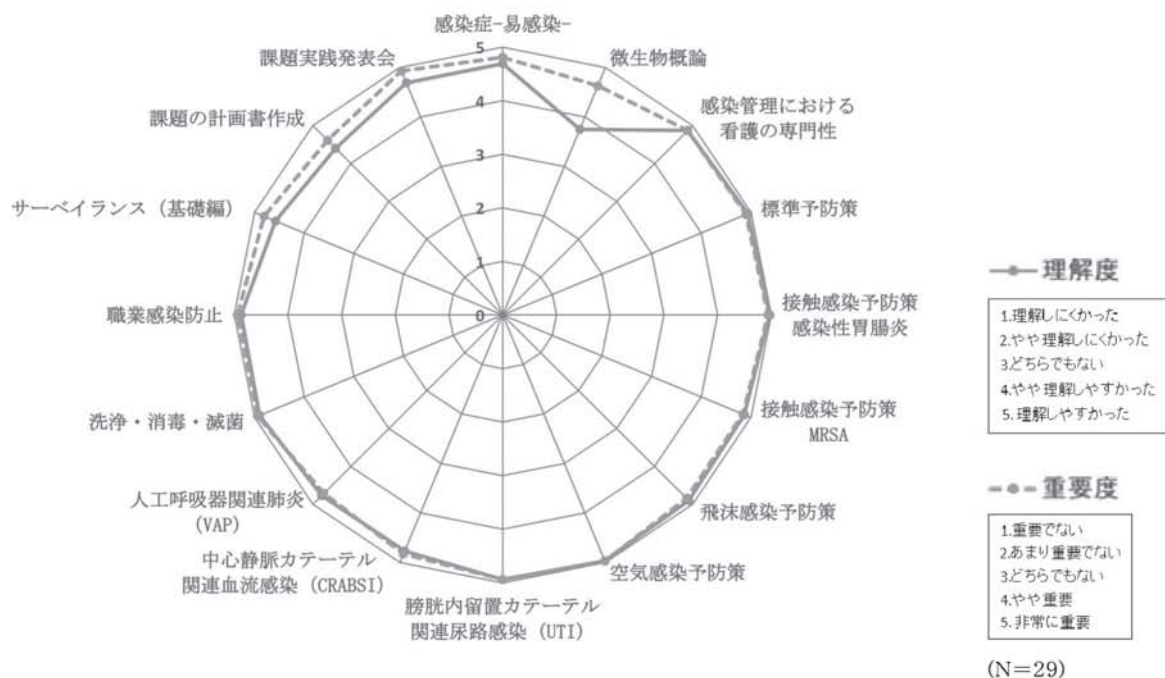 感染症-易感染-
微生物概論
感染管理における
看護の専門性
標準予防策
接触感染予防策
感染性胃腸炎
接触感染予防策
MRSA
飛沫感染予防策
空気感染予防策
膀胱内留置カテーテル
関連尿路感染 (UTI)
中心静脈カテーテル
関連血流感染 (CRABSI)
人工呼吸器関連肺炎
(VAP)
洗浄・消毒・滅菌
職業感染防止
サーベイランス (基礎編)
課題の計画書作成
課題実践発表会
5
4
3
2
1
0
理解度
1.理解しにくかった
2.やや理解しにくかった
3.どちらでもない
4.やや理解しやすかった
5.理解しやすかった
重要度
1.重要でない
2.あまり重要でない
3.どちらでもない
4.やや重要
5.非常に重要
(N=29)